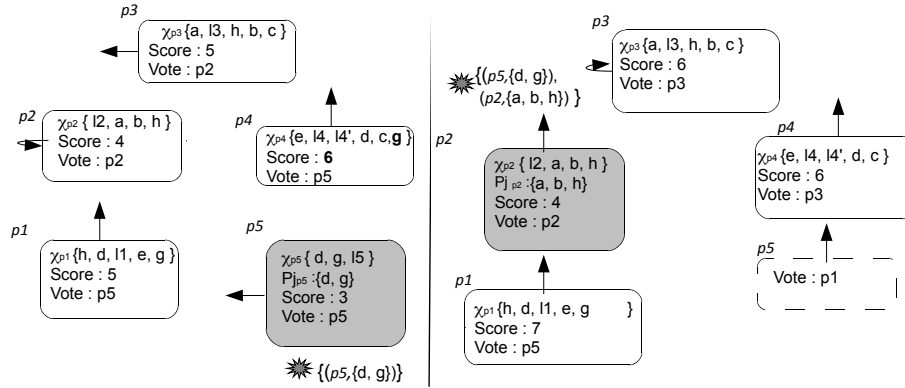 p3
χp3 {a, l3, h, b, c }
Score : 5
Vote : p2
p2
χp2 { l2, a, b, h }
Score : 4
Vote : p2
p4
χp4 {e, l4, l4', d, c,g }
Score : 6
Vote : p5
p1
χp1 {h, d, l1, e, g }
Score : 5
Vote : p5
p5
χp5 { d, g, l5 }
Pjp5 :{d, g}
Score : 3
Vote : p5
{(p5,{d, g})}
p3
χp3 {a, l3, h, b, c }
Score : 6
Vote : p3
{(p5,{d, g}),
(p2,{a, b, h}) }
p2
χp2 { l2, a, b, h }
Pj p2 :{a, b, h}
Score : 4
Vote : p2
p4
χp4 {e, l4, l4', d, c }
Score : 6
Vote : p3
p1
χp1 {h, d, l1, e, g }
Score : 7
Vote : p5
p5
Vote : p1